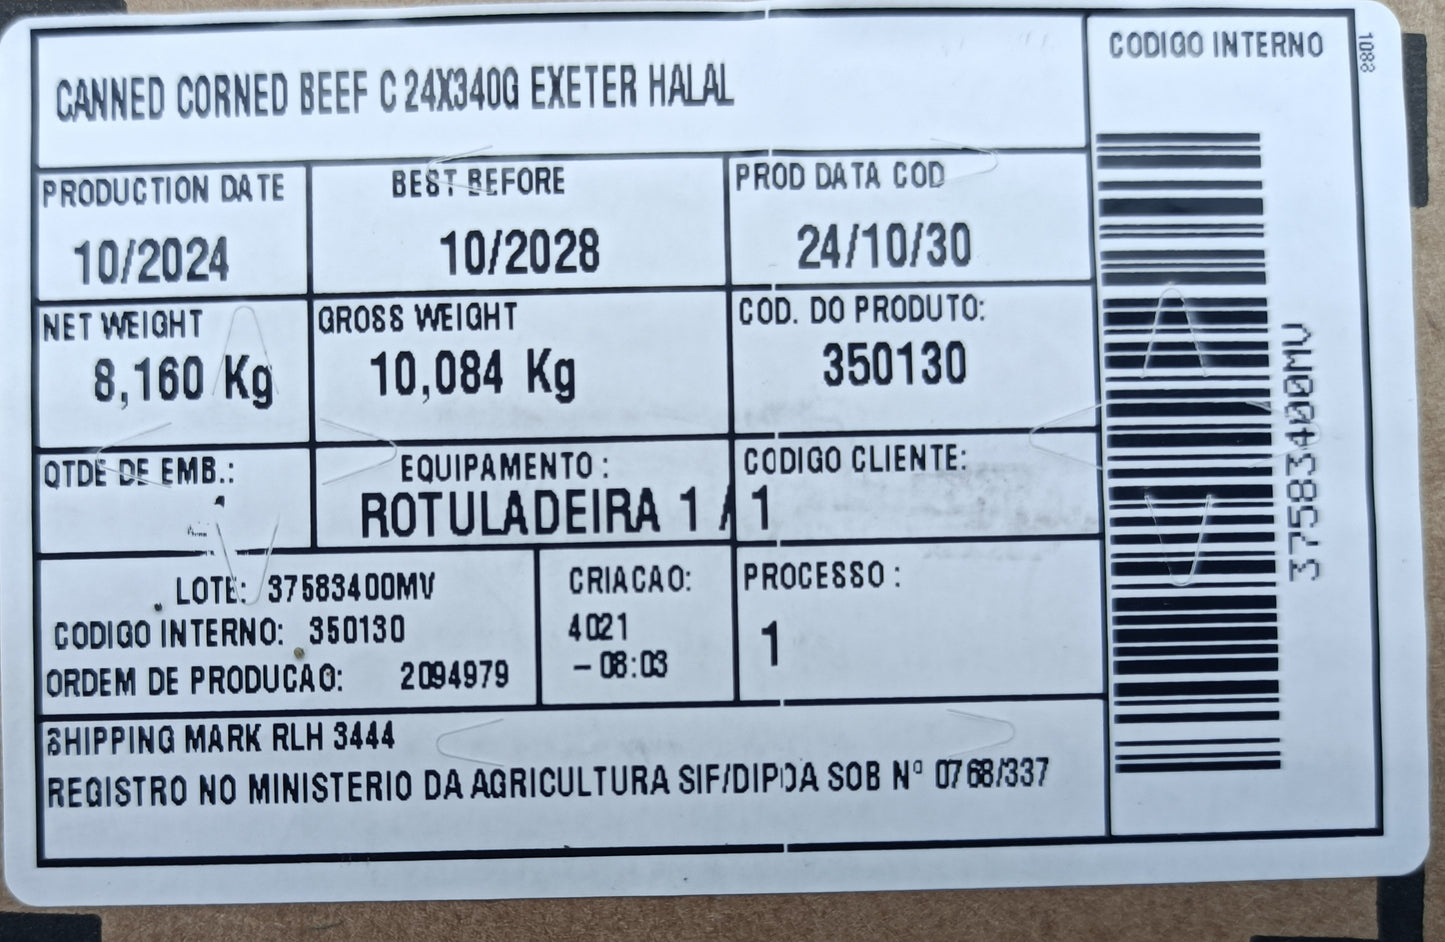 CANNED CORNED BEEF C 24X340G EXETER HALAL
CODIGO INTERNO
1088
PRODUCTION DATE
10/2024
BEST BEFORE
10/2028
PROD DATA COD
24/10/30
NET WEIGHT
8,160 Kg
GROSS WEIGHT
10,084 Kg
COD. DO PRODUTO:
350130
QTDE DE EMB.:
EQUIPAMENTO :
CODIGO CLIENTE:
ROTULADEIRA 1 / 1
LOTE: 37583400MV
CODIGO INTERNO: 350130
ORDEM DE PRODUCAO: 2094979
CRIACAO:
4021
- 08:03
PROCESSO :
1
SHIPPING MARK RLH 3444
REGISTRO NO MINISTERIO DA AGRICULTURA SIF/DIPOA SOB Nº 0768/337
37583400MV